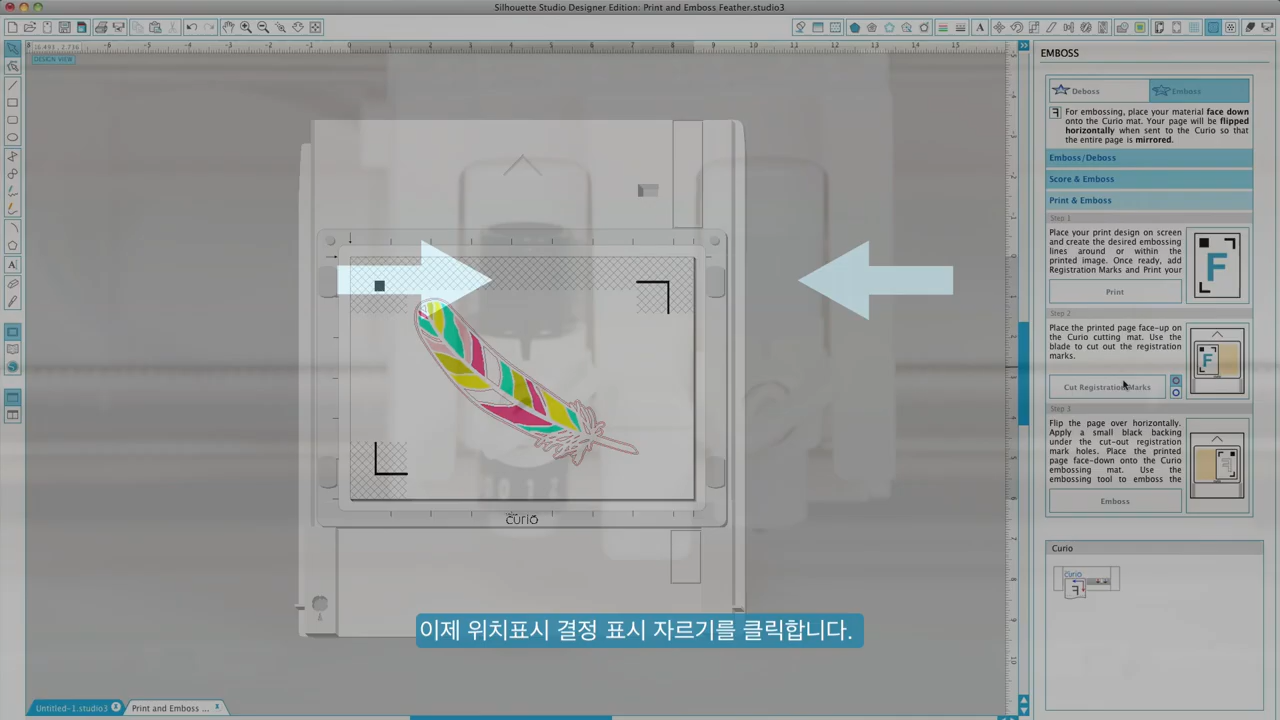 Silhouette Studio Designer Edition: Print and Emboss Feather.studio3
DESIGN VIEW
EMBOSS
Deboss
Emboss
For embossing, place your material face down
onto the Curio mat. Your page will be flipped
horizontally when sent to the Curio so that
the entire page is mirrored.
Emboss/Deboss
Score & Emboss
Print & Emboss
Step 1
Place your print design on screen
and create the desired embossing
lines around or within the
printed image. Once ready, add
Registration Marks and Print your
Print
Step 2
Place the printed page face-up on
the Curio cutting mat. Use the
blade to cut out the registration
marks.
Cut Registration Marks
Step 3
Flip the page over horizontally.
Apply a small black backing
under the cut-out registration
mark holes. Place the printed
page face-down onto the Curio
embossing mat. Use the
embossing tool to emboss the
Emboss
Curio
curio
이제 위치표시 결정 표시 자르기를 클릭합니다.
Untitled-1.studio3
Print and Emboss ...